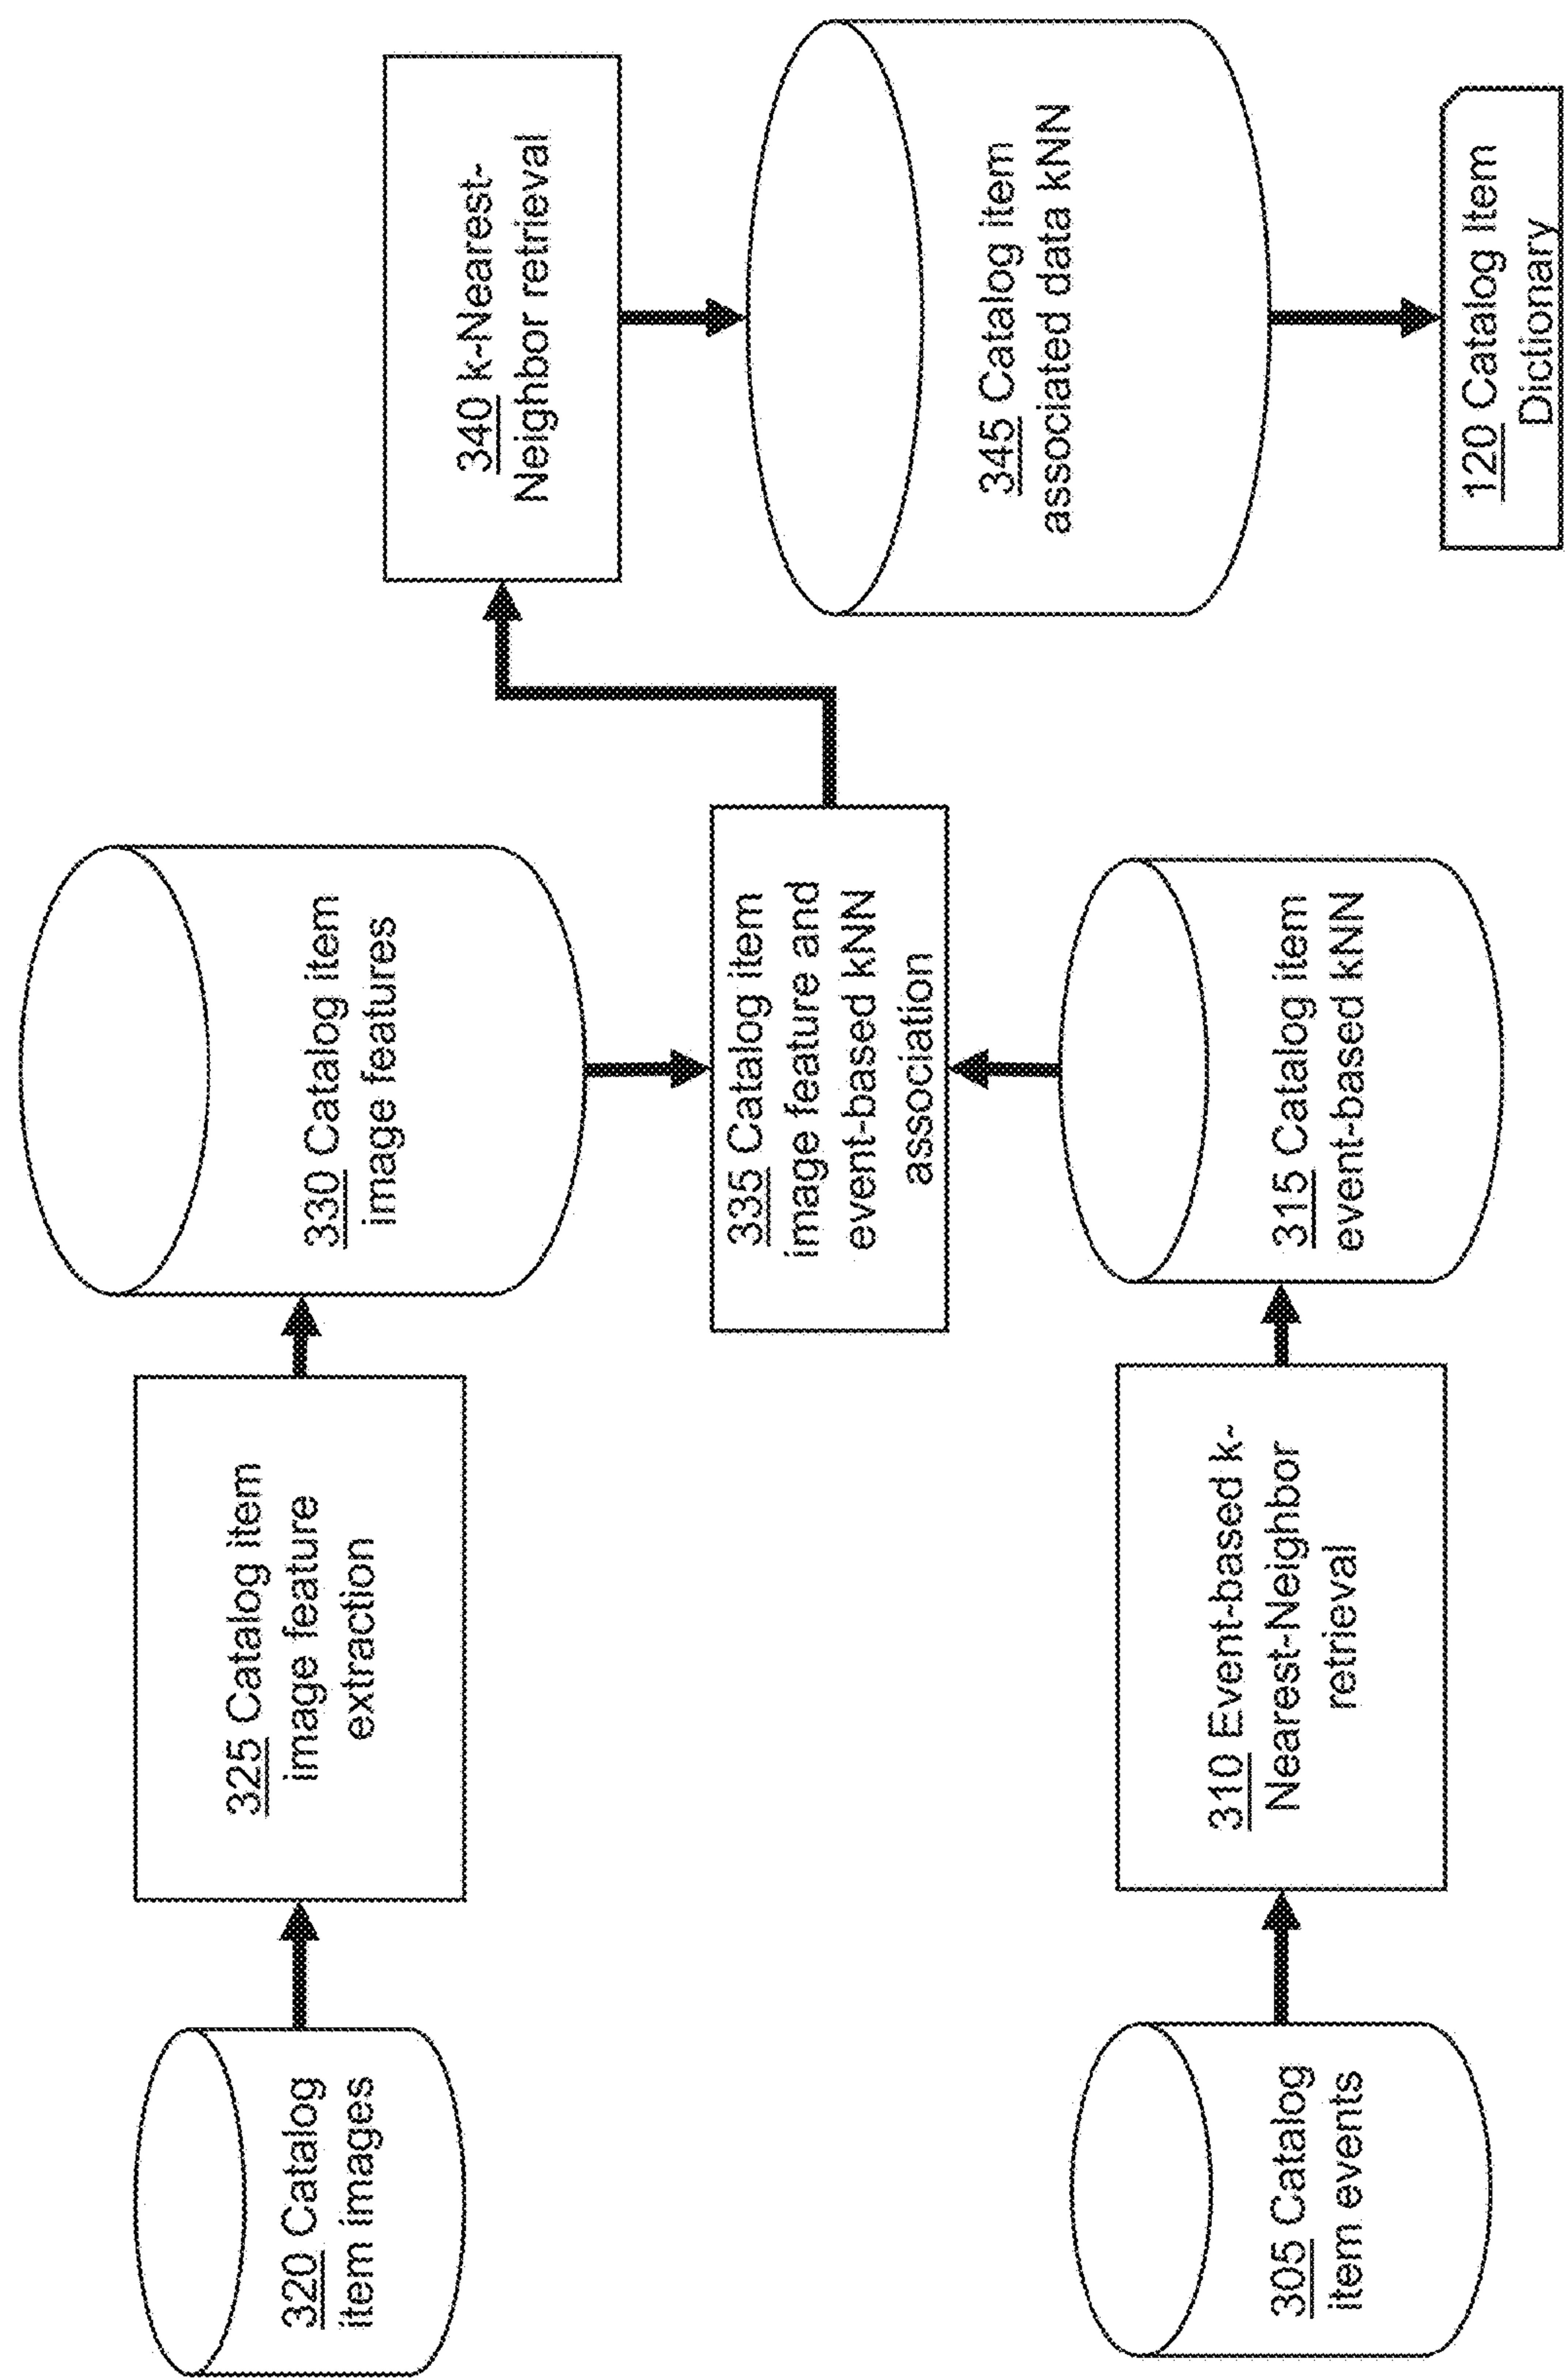 320 Catalog
item images
325 Catalog item
image feature
extraction
330 Catalog item
image features
335 Catalog item
image feature and
event-based kNN
association
340 k-Nearest-
Neighbor retrieval
345 Catalog item
associated data kNN
120 Catalog Item
Dictionary
305 Catalog
item events
310 Event-based k-
Nearest-Neighbor
retrieval
315 Catalog item
event-based kNN